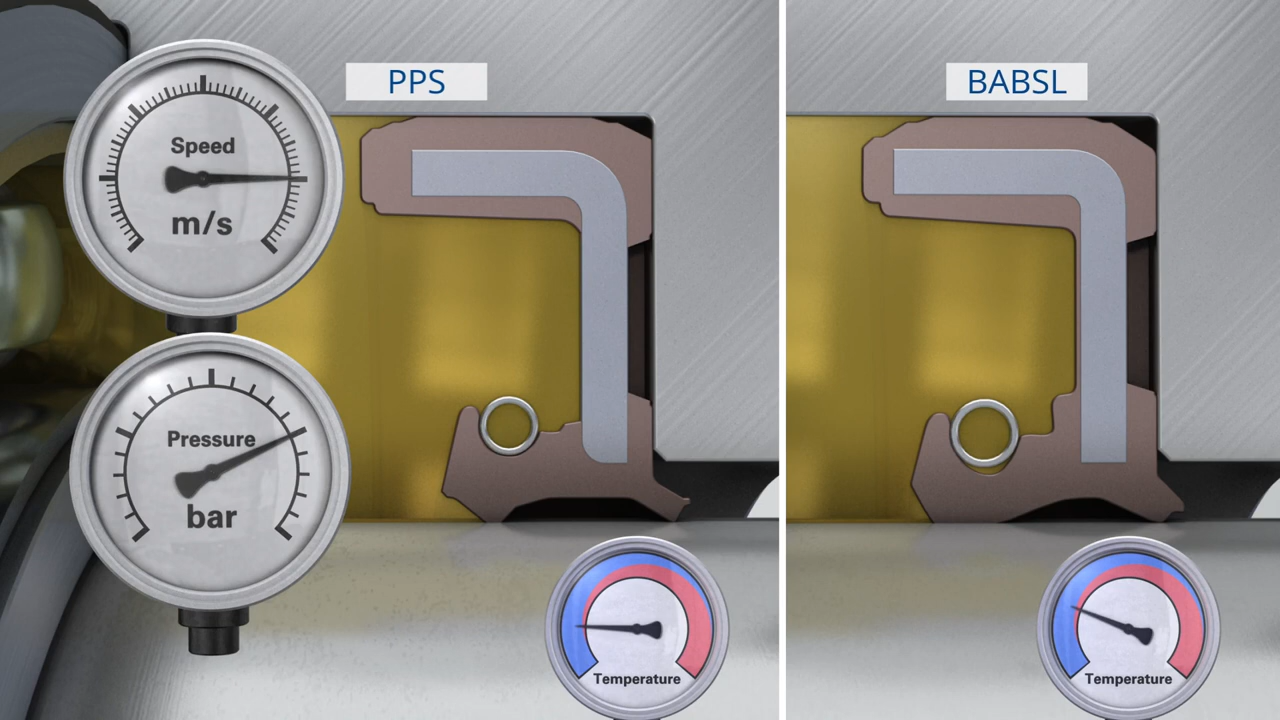 PPS
BABSL
Speed
m/s
Pressure
bar
Temperature
Temperature